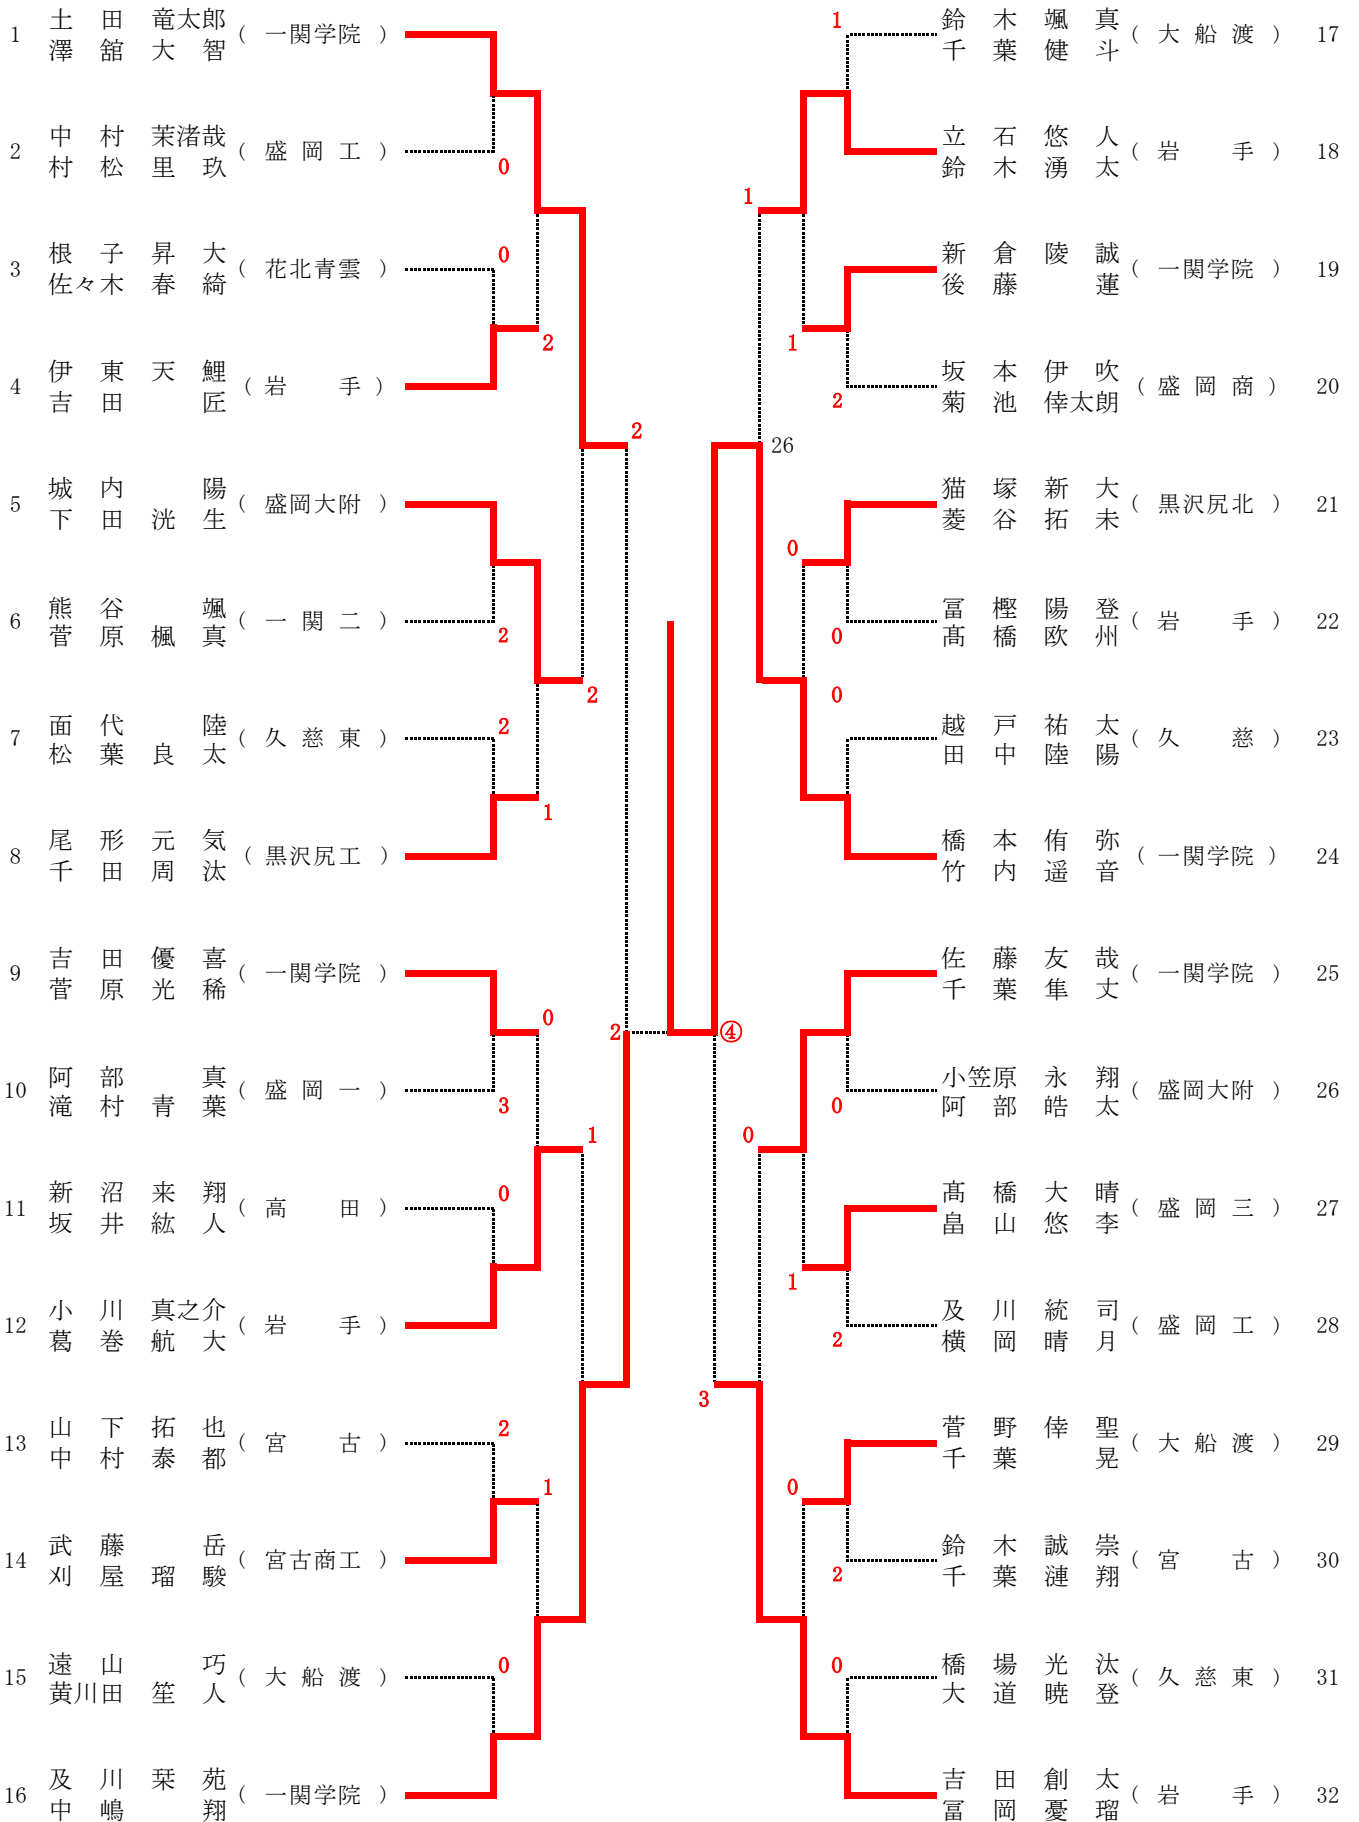 1 土田竜太郎 ( 一関学院 )
澤舘大智
2 中村茉渚哉 ( 盛岡工 )
村松里玖
0
3 根子昇大 ( 花北青雲 )
佐々木春綺
0
4 伊東天鯉 ( 岩手 )
吉田匠
2
5 城内陽 ( 盛岡大附 )
下田洸生
2
6 熊谷颯 ( 一関二 )
菅原楓真
2
7 面代陸 ( 久慈東 )
松葉良太
2
2
8 尾形元気 ( 黒沢尻工 )
千田周汰
1
9 吉田優喜 ( 一関学院 )
菅原光稀
0
10 阿部真 ( 盛岡一 )
滝村青葉
3
11 新沼来翔 ( 高田 )
坂井紘人
0
1
12 小川真之介 ( 岩手 )
葛巻航大
13 山下拓也 ( 宮古 )
中村泰都
2
14 武藤岳 ( 宮古商工 )
刈屋瑠駿
1
15 遠山巧 ( 大船渡 )
黄川田笙人
0
16 及川栞苑 ( 一関学院 )
中嶋翔
2
④
3
1
鈴木颯真 ( 大船渡 ) 17
千葉健斗
立石悠人 ( 岩手 ) 18
鈴木湧太
1
新倉陵誠 ( 一関学院 ) 19
後藤蓮
1
坂本伊吹 ( 盛岡商 ) 20
菊池倖太朗
2
26
猫塚新大 ( 黒沢尻北 ) 21
菱谷拓未
0
冨樫陽登 ( 岩手 ) 22
髙橋欧州
0
越戸祐太 ( 久慈 ) 23
田中陸陽
0
橋本侑弥 ( 一関学院 ) 24
竹内遥音
佐藤友哉 ( 一関学院 ) 25
千葉隼丈
小笠原永翔 ( 盛岡大附 ) 26
阿部皓太
0
0
髙橋大晴 ( 盛岡三 ) 27
畠山悠李
1
及川統司 ( 盛岡工 ) 28
横岡晴月
2
菅野倖聖 ( 大船渡 ) 29
千葉晃
0
鈴木誠崇 ( 宮古 ) 30
千葉漣翔
2
橋場光汰 ( 久慈東 ) 31
大道暁登
0
吉田創太 ( 岩手 ) 32
冨岡憂瑠